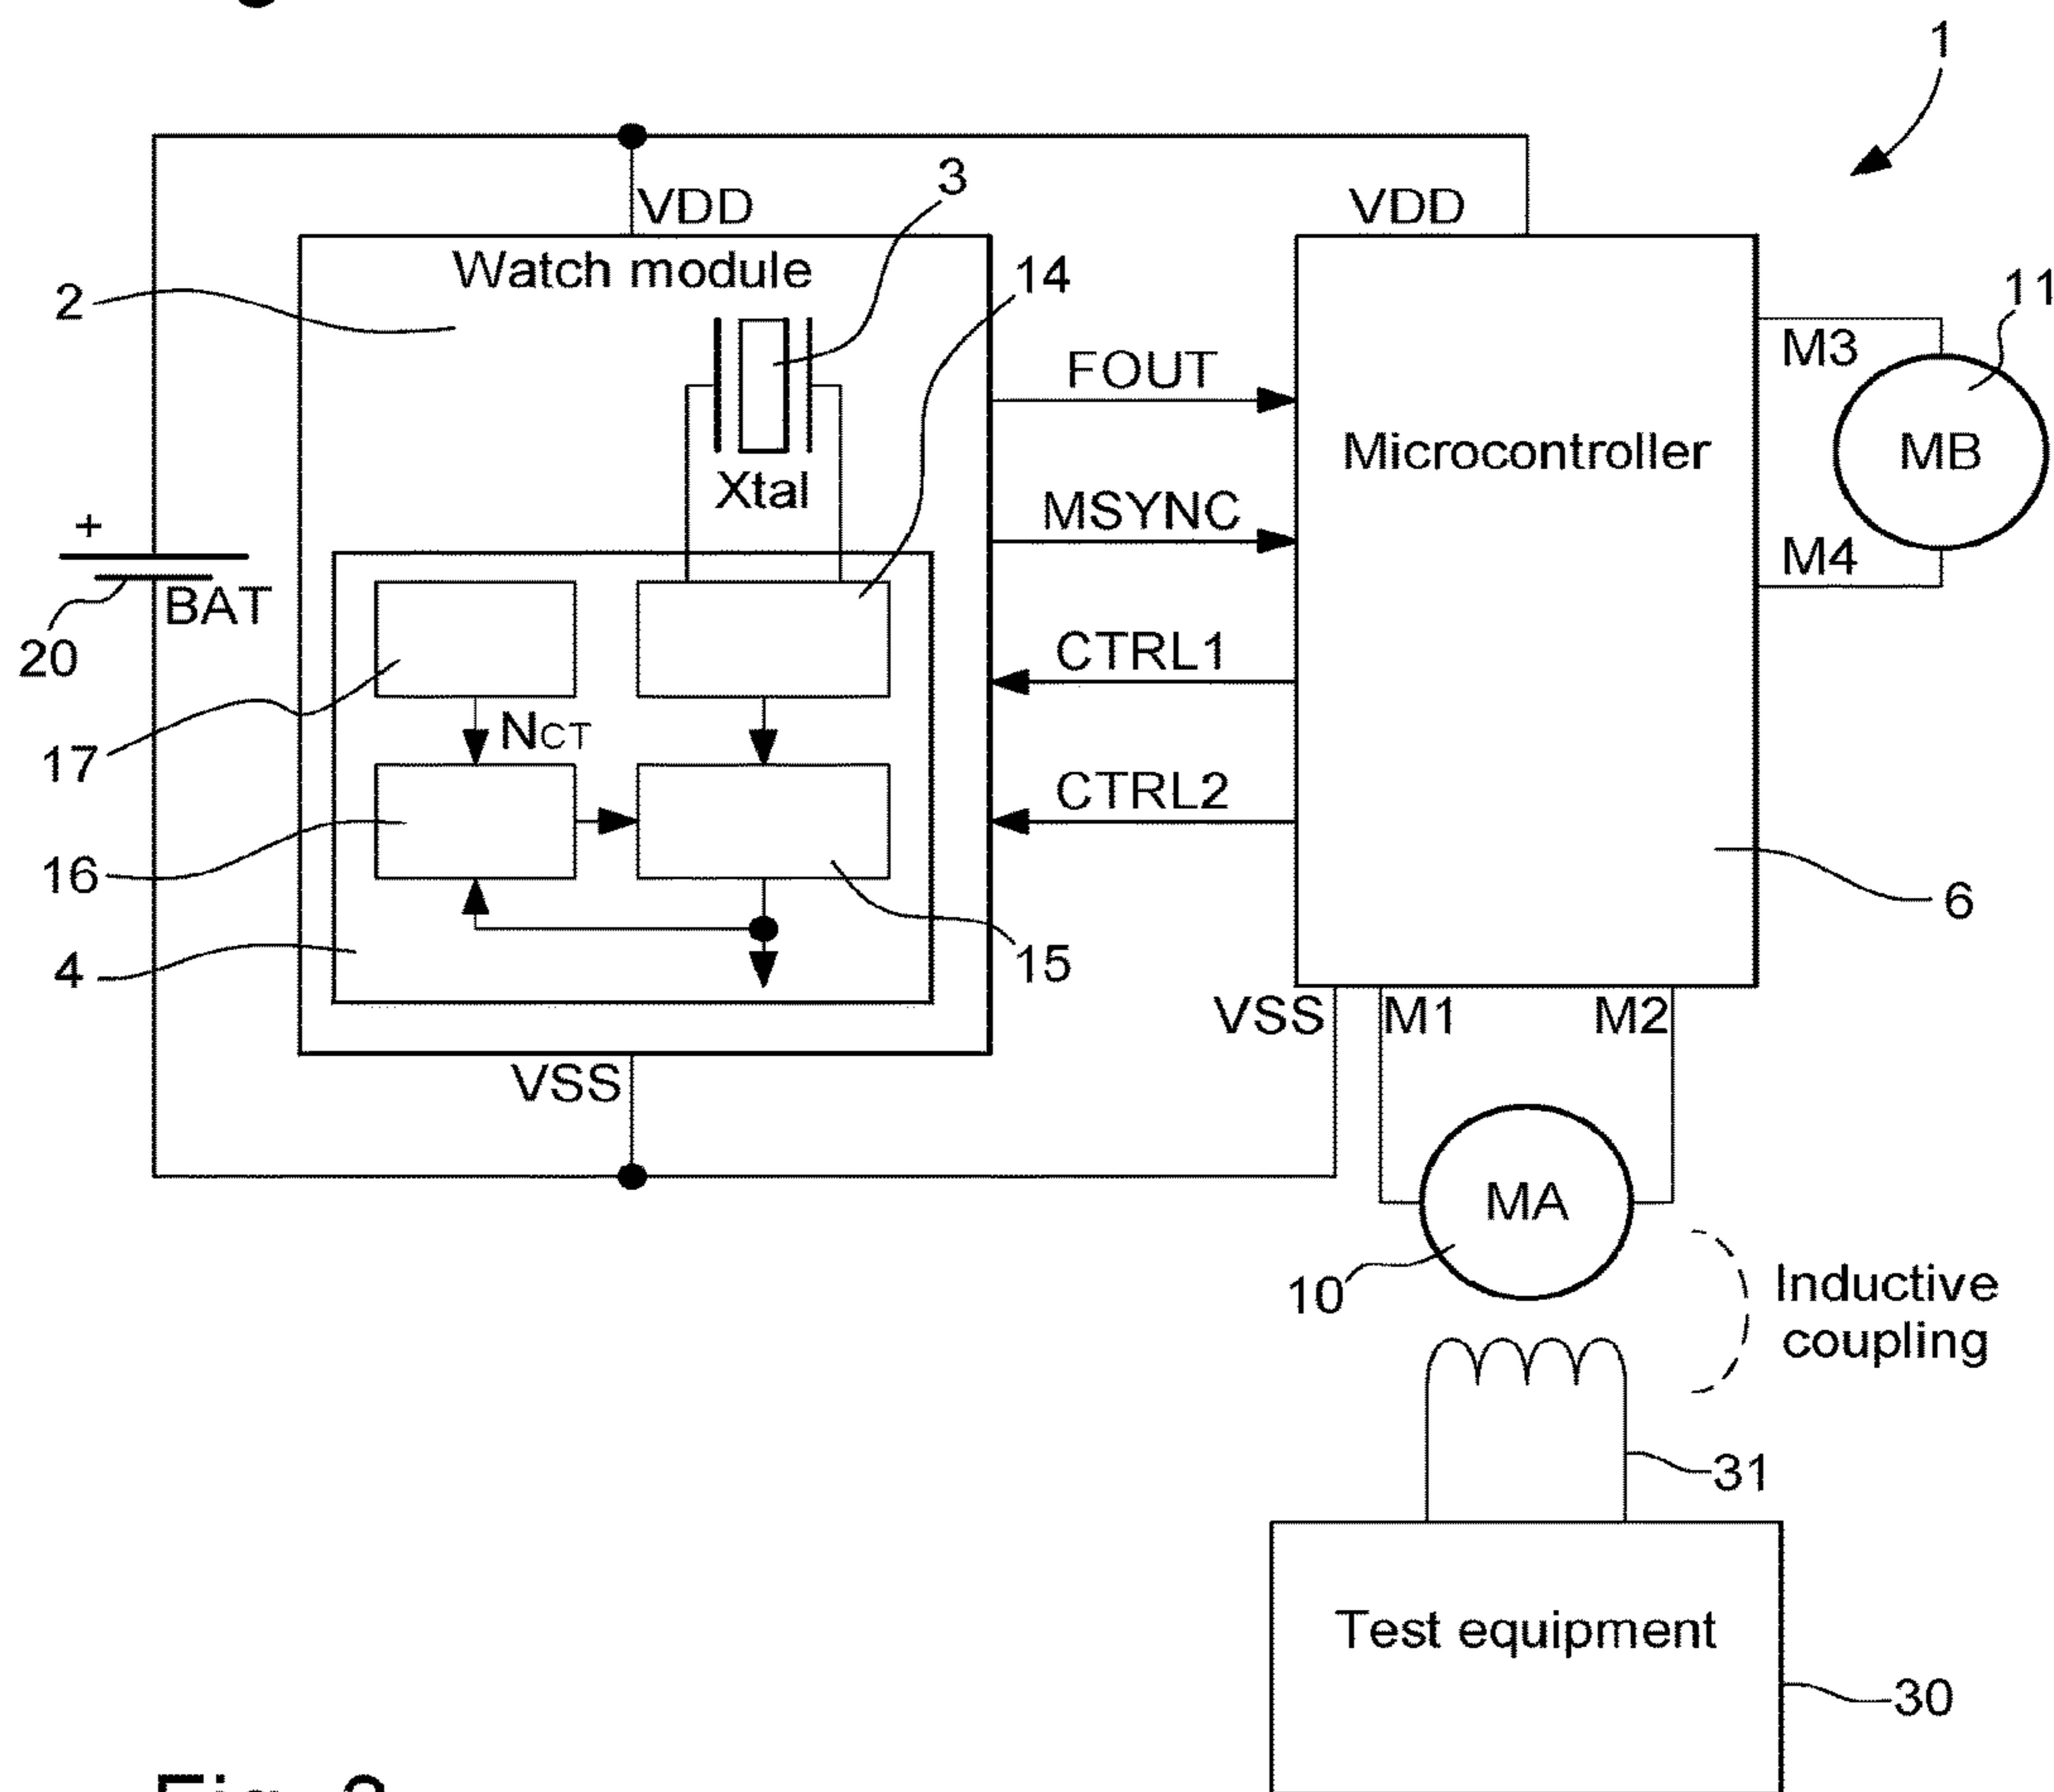 1
VDD
3
VDD
Watch module
14
2
11
M3
FOUT
Microcontroller
MB
Xtal
MSYNC
+
M4
BAT
CTRL1
20
NCT
17
CTRL2
16
6
4
15
VSS
M1
M2
VSS
MA
10
Inductive
coupling
31
Test equipment
30